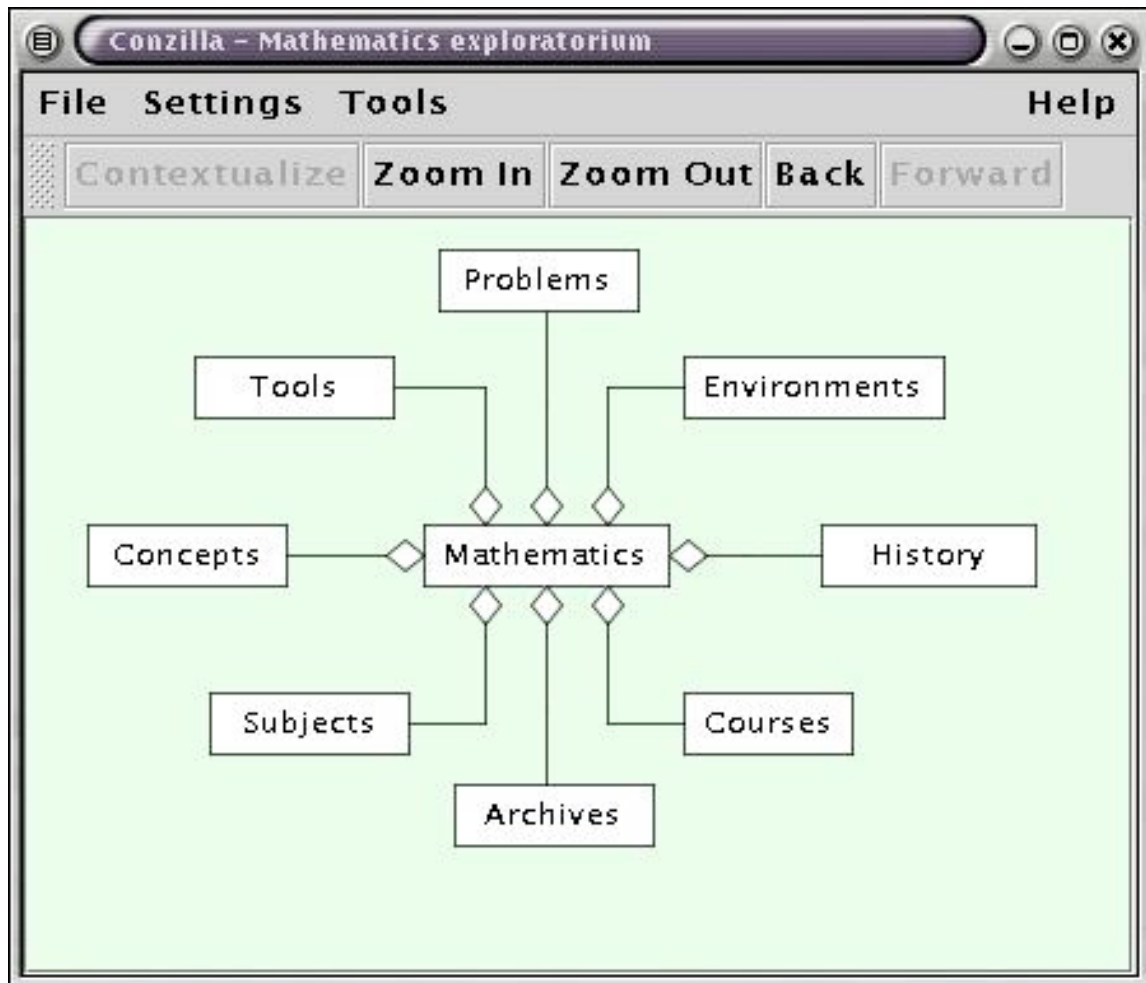 Conzilla - Mathematics exploratorium
File Settings Tools Help
Contextualize Zoom In Zoom Out Back Forward
Problems
Tools Environments
Concepts Mathematics History
Subjects Courses
Archives